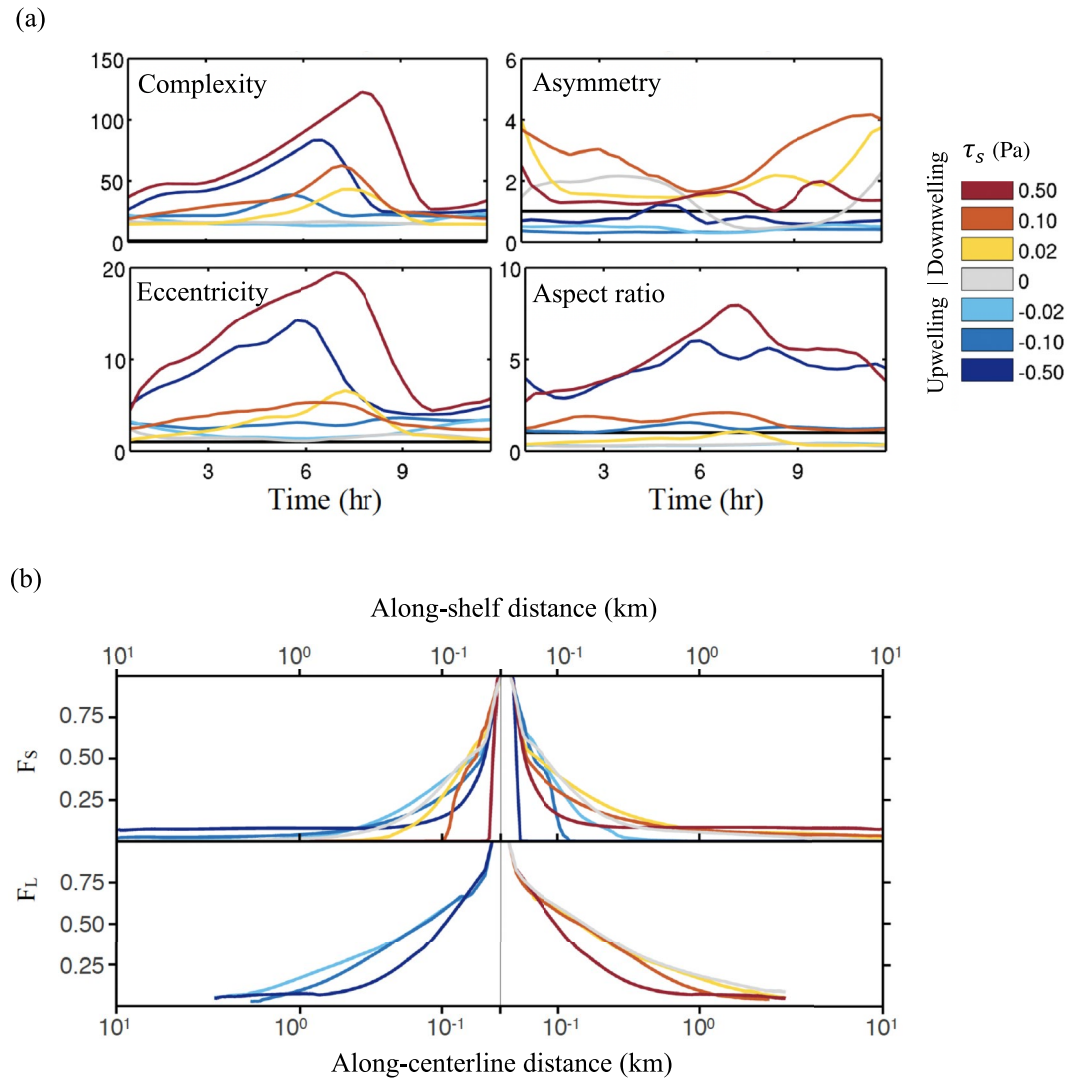 (a)
Complexity
150
100
50
0
Asymmetry
6
4
2
0
Eccentricity
20
10
0
3 6 9
Time (hr)
Aspect ratio
10
5
0
3 6 9
Time (hr)
Upwelling | Downwelling
τs (Pa)
0.50
0.10
0.02
0
-0.02
-0.10
-0.50
(b)
Along-shelf distance (km)
10¹ 10⁰ 10⁻¹ 10⁻¹ 10⁰ 10¹
FS
0.75
0.50
0.25
FL
0.75
0.50
0.25
10¹ 10⁰ 10⁻¹ 10⁻¹ 10⁰ 10¹
Along-centerline distance (km)